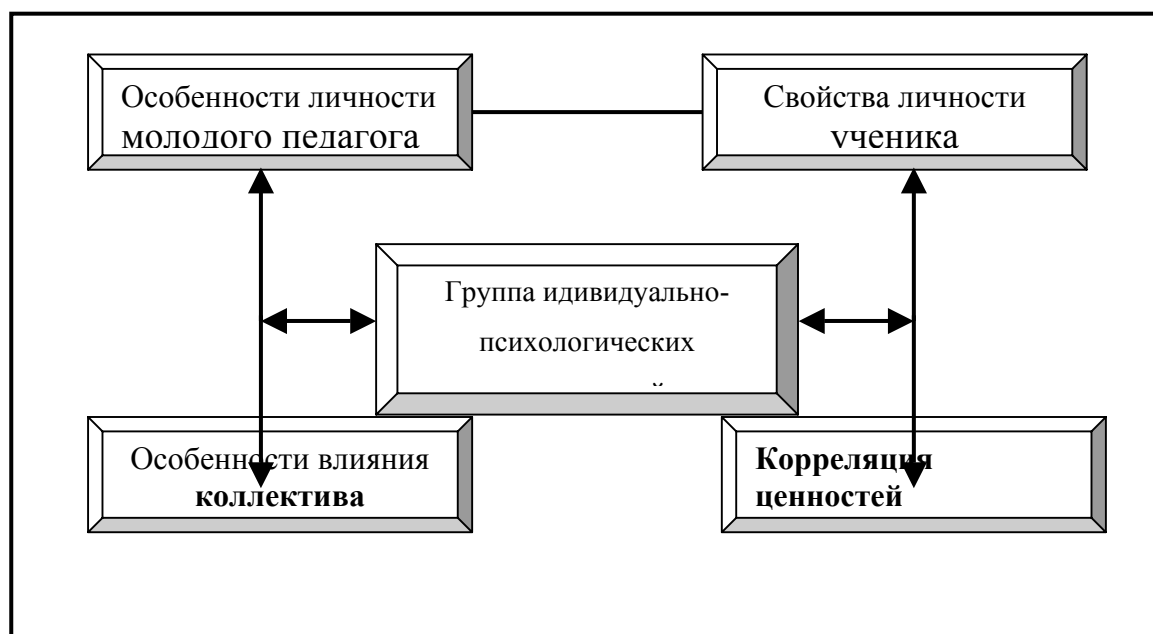 Особенности личности
молодого педагога
Свойства личности
ученика
Группа идивидуально-
психологических
Особенности влияния
коллектива
Корреляция
ценностей